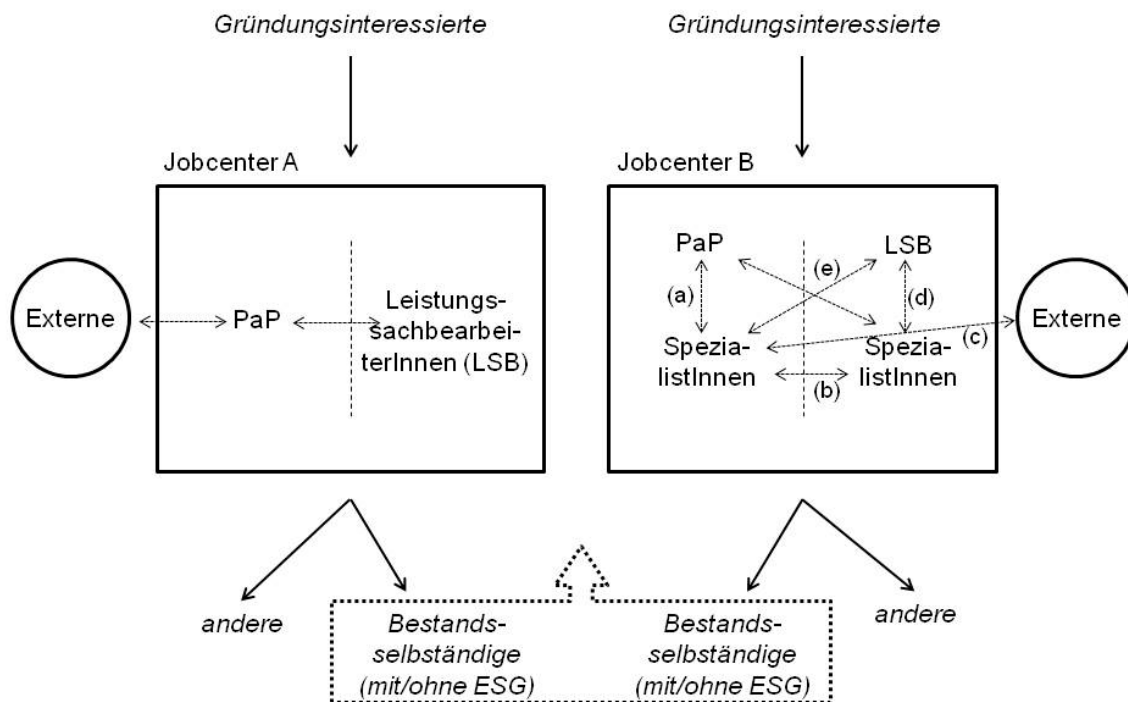 Gründungsinteressierte
Gründungsinteressierte
Jobcenter A
Jobcenter B
Externe
PaP
Leistungs-
sachbearbei-
terInnen (LSB)
PaP
LSB
(e)
(a)
(d)
Spezia-
listInnen
Spezia-
listInnen
(c)
(b)
Externe
andere
Bestands-
selbständige
(mit/ohne ESG)
Bestands-
selbständige
(mit/ohne ESG)
andere